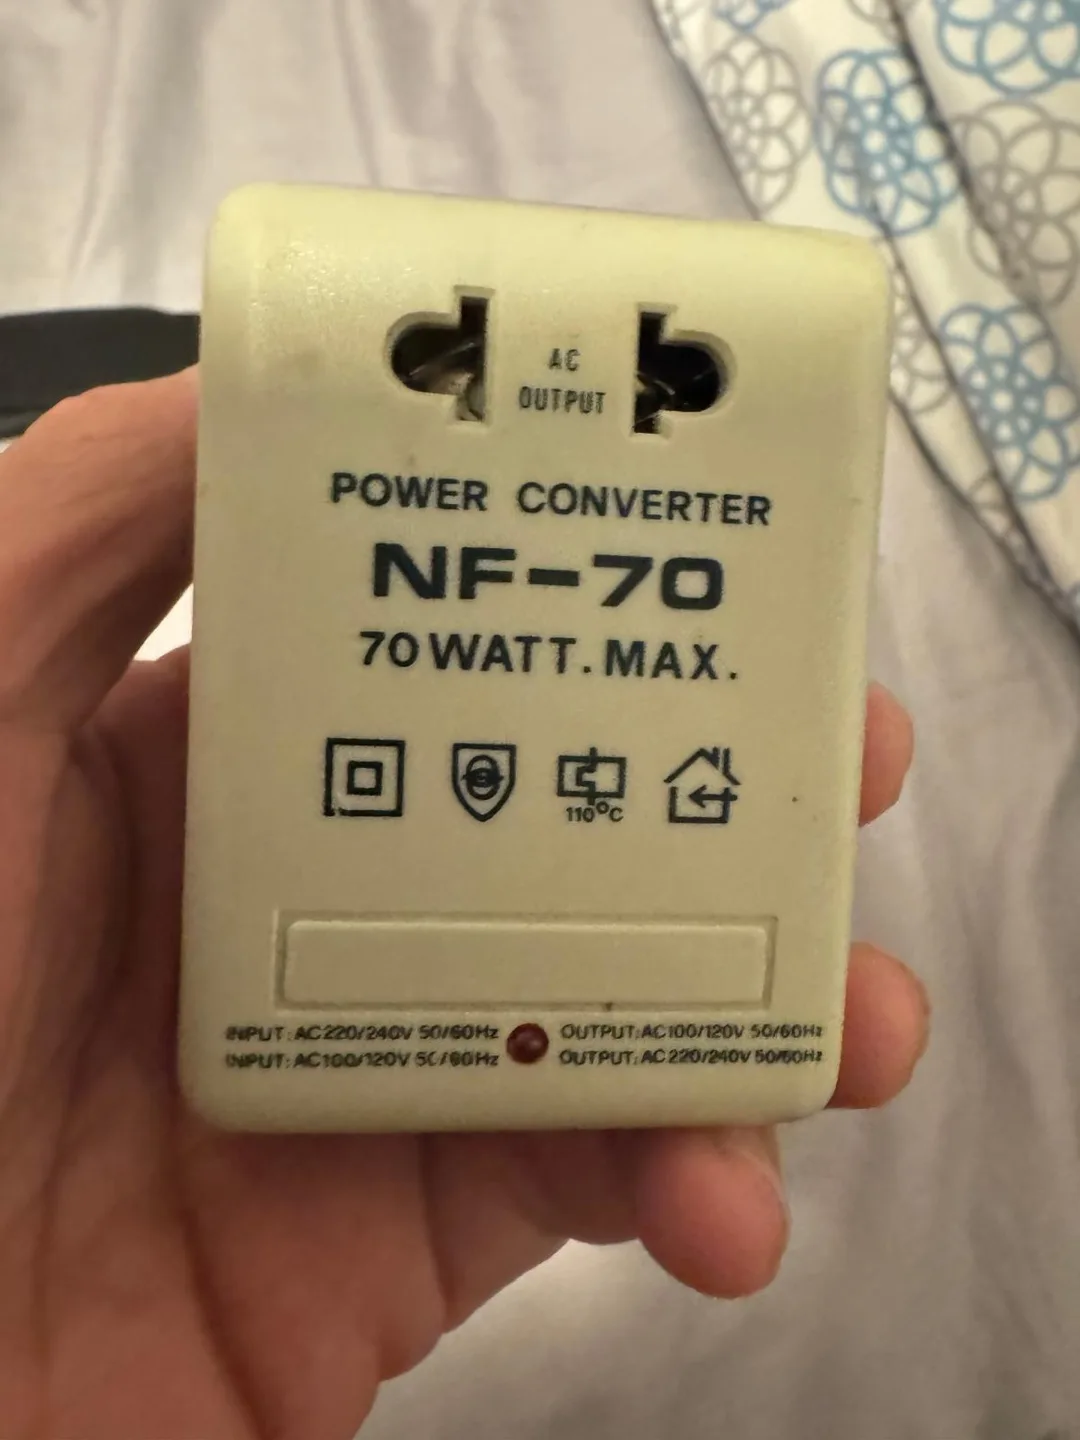 AC
OUTPUT
POWER CONVERTER
NF-70
70 WATT. MAX.
110°C
INPUT: AC220/240V 50/60Hz OUTPUT: AC100/120V 50/60Hz
INPUT: AC100/120V 50/60Hz OUTPUT: AC220/240V 50/60Hz